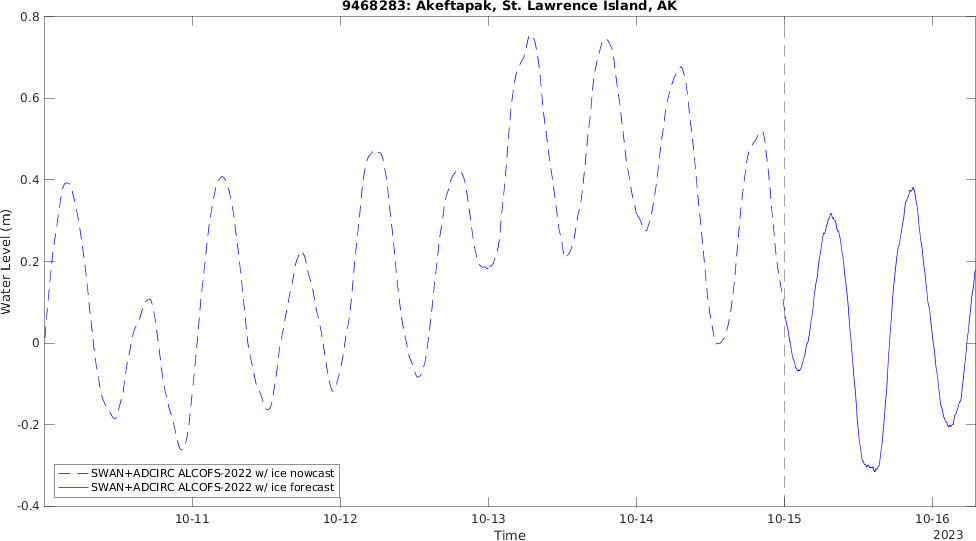 9468283: Akeftapak, St. Lawrence Island, AK
Water Level (m)
0.8
0.6
0.4
0.2
0
-0.2
-0.4
SWAN+ADCIRC ALCOFS-2022 w/ ice nowcast
SWAN+ADCIRC ALCOFS-2022 w/ ice forecast
10-11 10-12 10-13 10-14 10-15 10-16
Time
2023